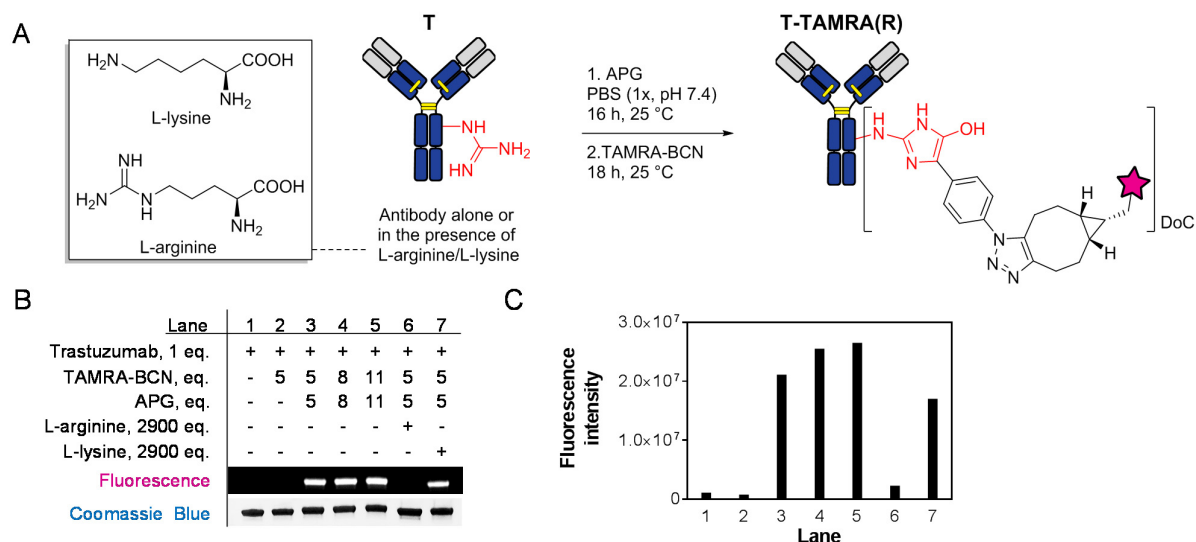 A
T
T-TAMRA(R)
H2N
COOH
NH2
L-lysine
NH
H2N
N
H
COOH
NH2
L-arginine
NH
NH2
HN
Antibody alone or
in the presence of
L-arginine/L-lysine
1. APG
PBS (1x, pH 7.4)
16 h, 25 °C
2.TAMRA-BCN
18 h, 25 °C
H
N
H
N
OH
N
H
H
N
N
N
DoC
B
Lane 1 2 3 4 5 6 7
Trastuzumab, 1 eq. + + + + + + +
TAMRA-BCN, eq. - 5 5 8 11 5 5
APG, eq. - - 5 8 11 5 5
L-arginine, 2900 eq. - - - - - + -
L-lysine, 2900 eq. - - - - - - +
Fluorescence
Coomassie Blue
C
Fluorescence
intensity
3.0×10⁷
2.0×10⁷
1.0×10⁷
0
1 2 3 4 5 6 7
Lane